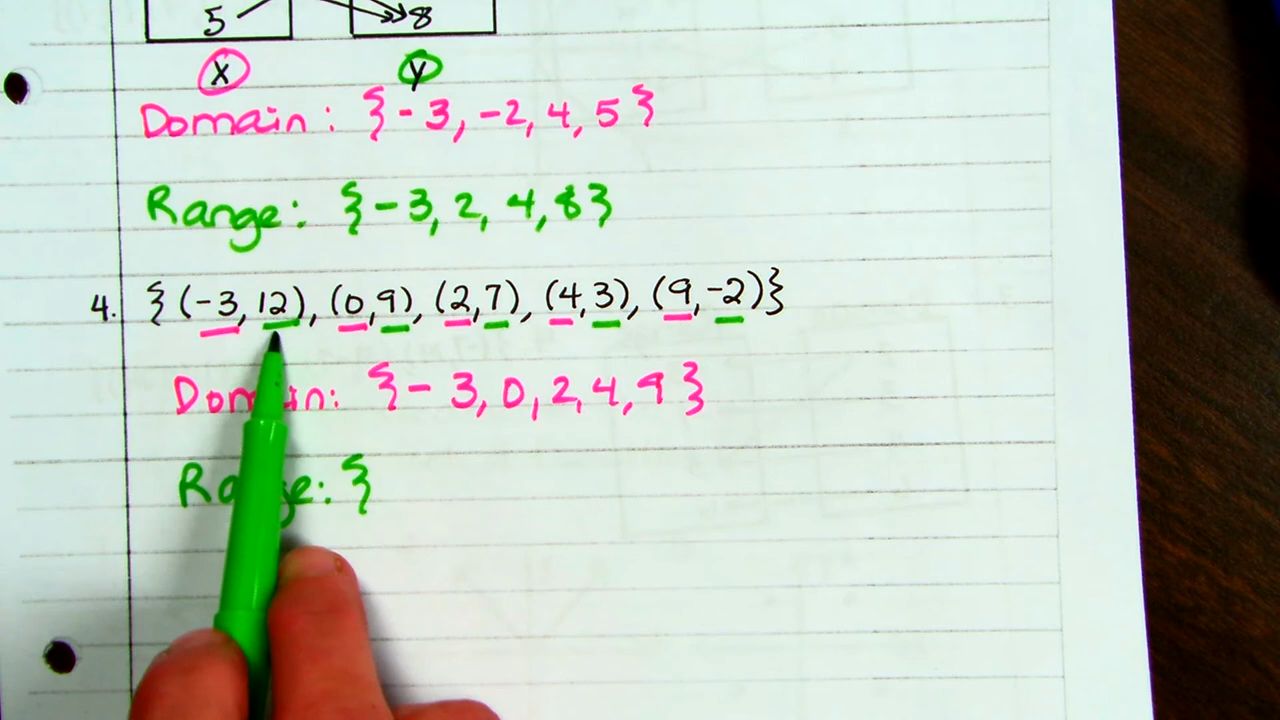 5 8
x y
Domain: {-3, -2, 4, 5}
Range: {-3, 2, 4, 8}
4. {(-3, 12), (0, 9), (2, 7), (4, 3), (9, -2)}
Domain: {-3, 0, 2, 4, 9}
Range: {